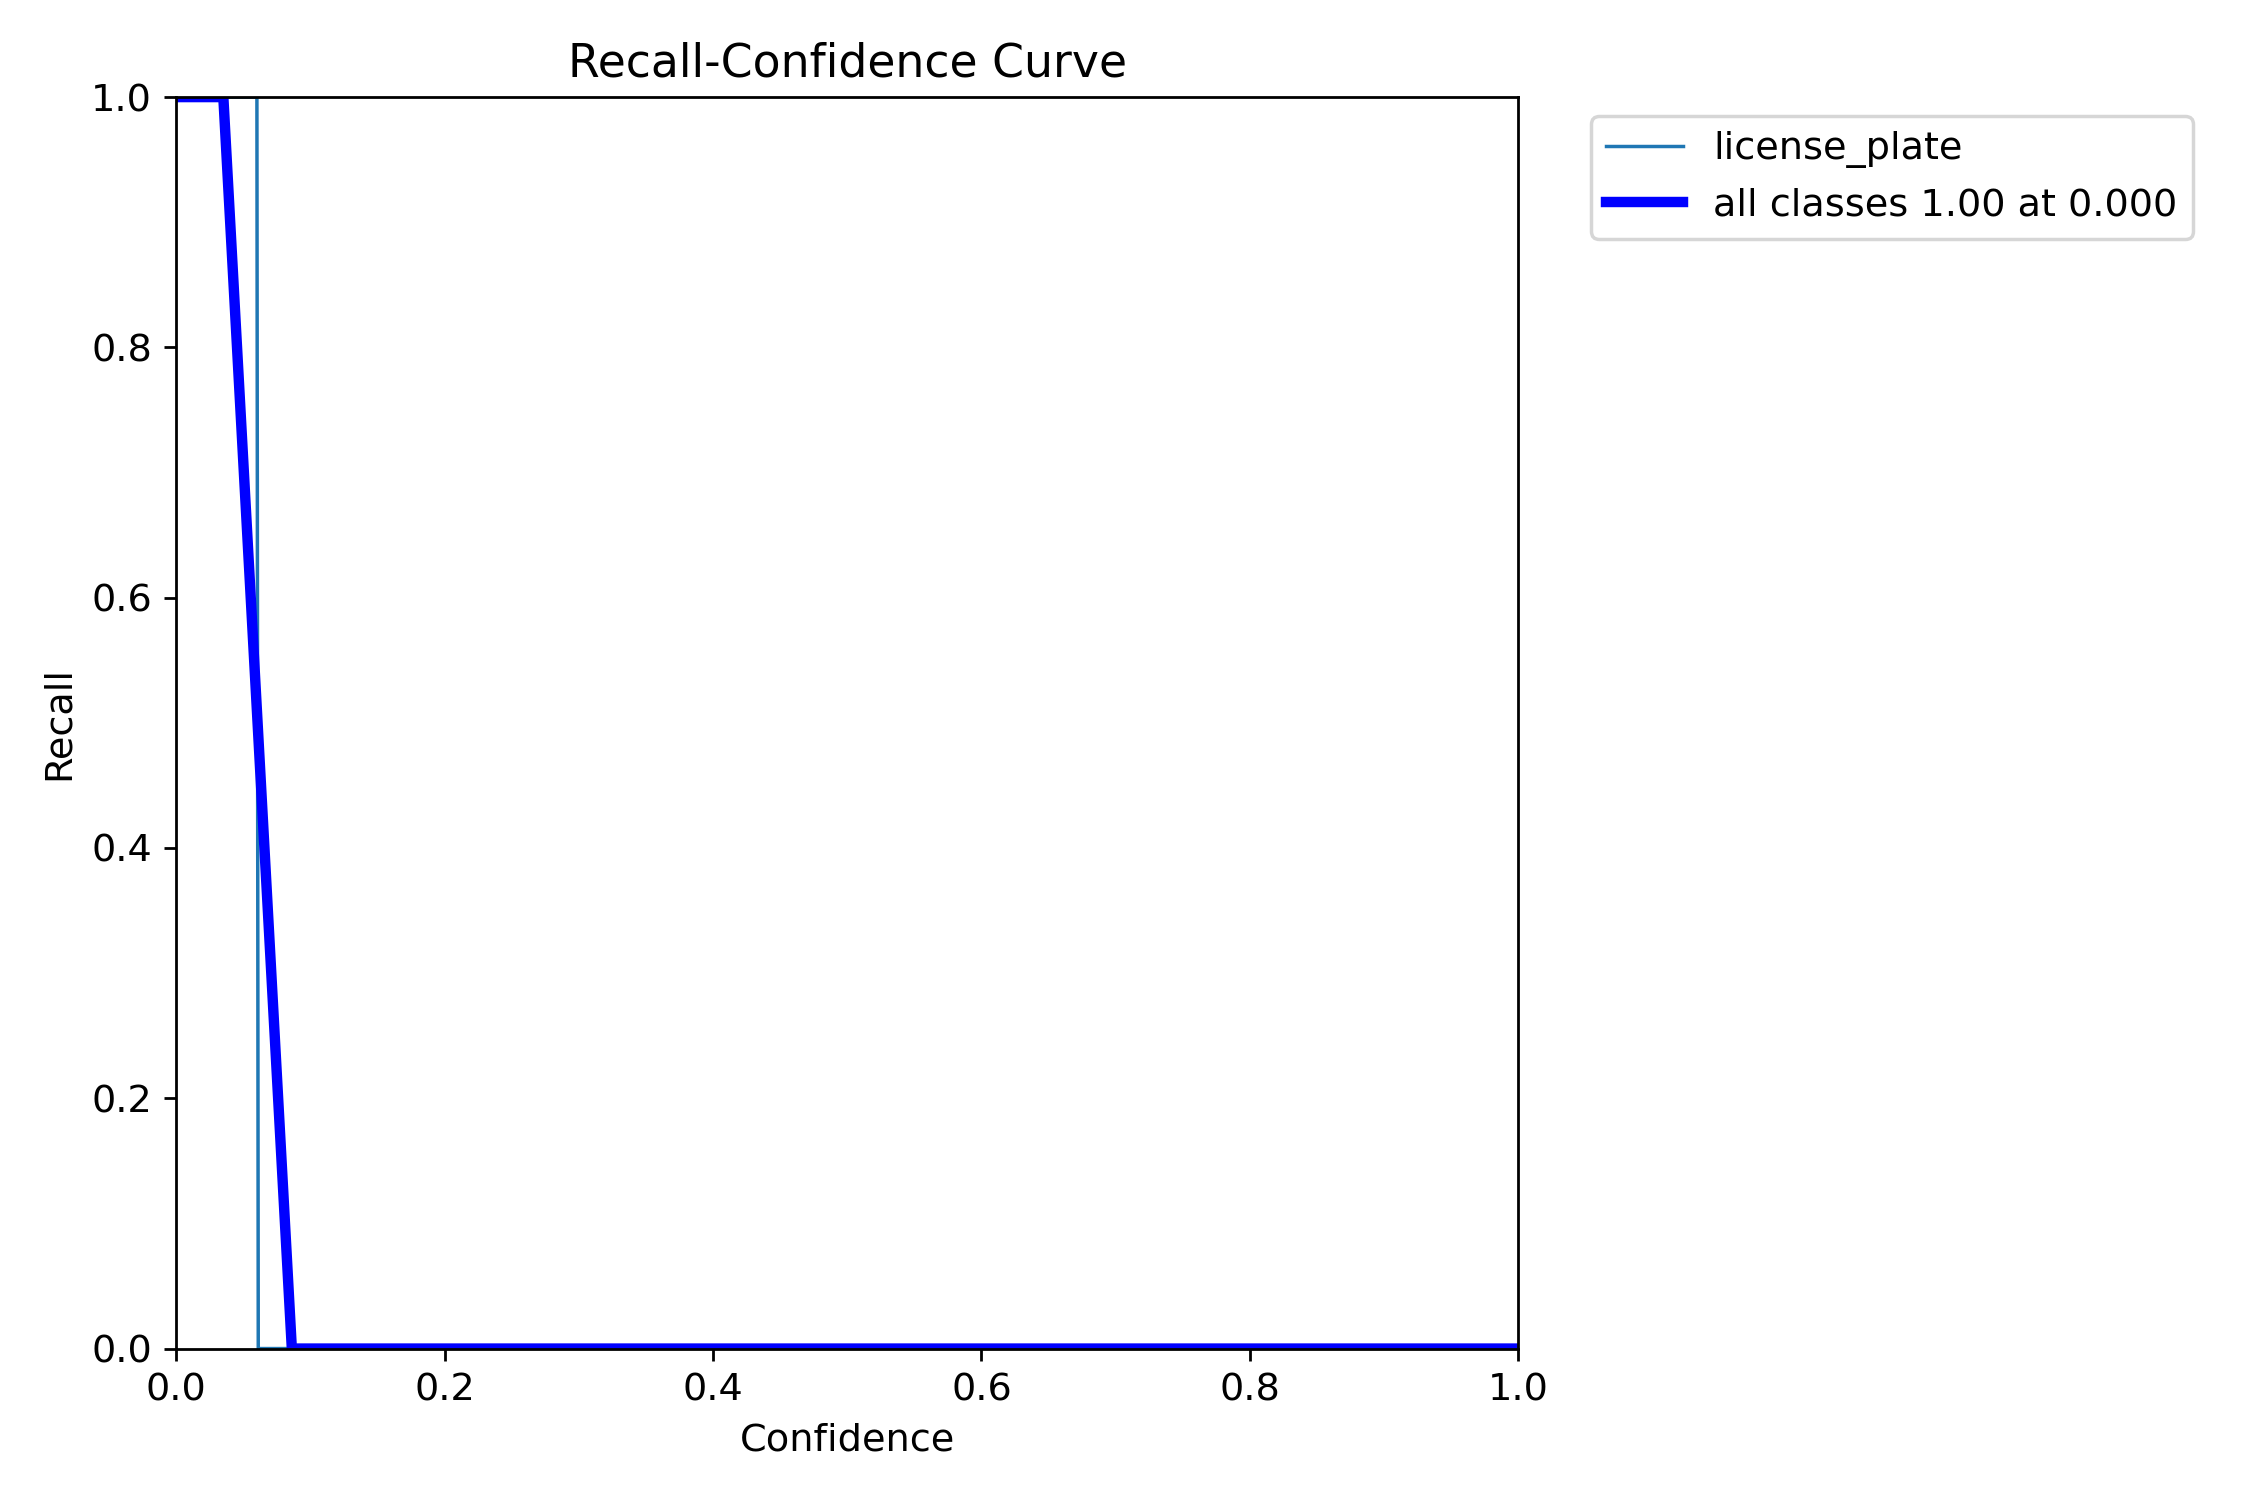 Recall-Confidence Curve
license_plate
all classes 1.00 at 0.000
1.0
0.8
0.6
0.4
0.2
0.0
Recall
0.0 0.2 0.4 0.6 0.8 1.0
Confidence